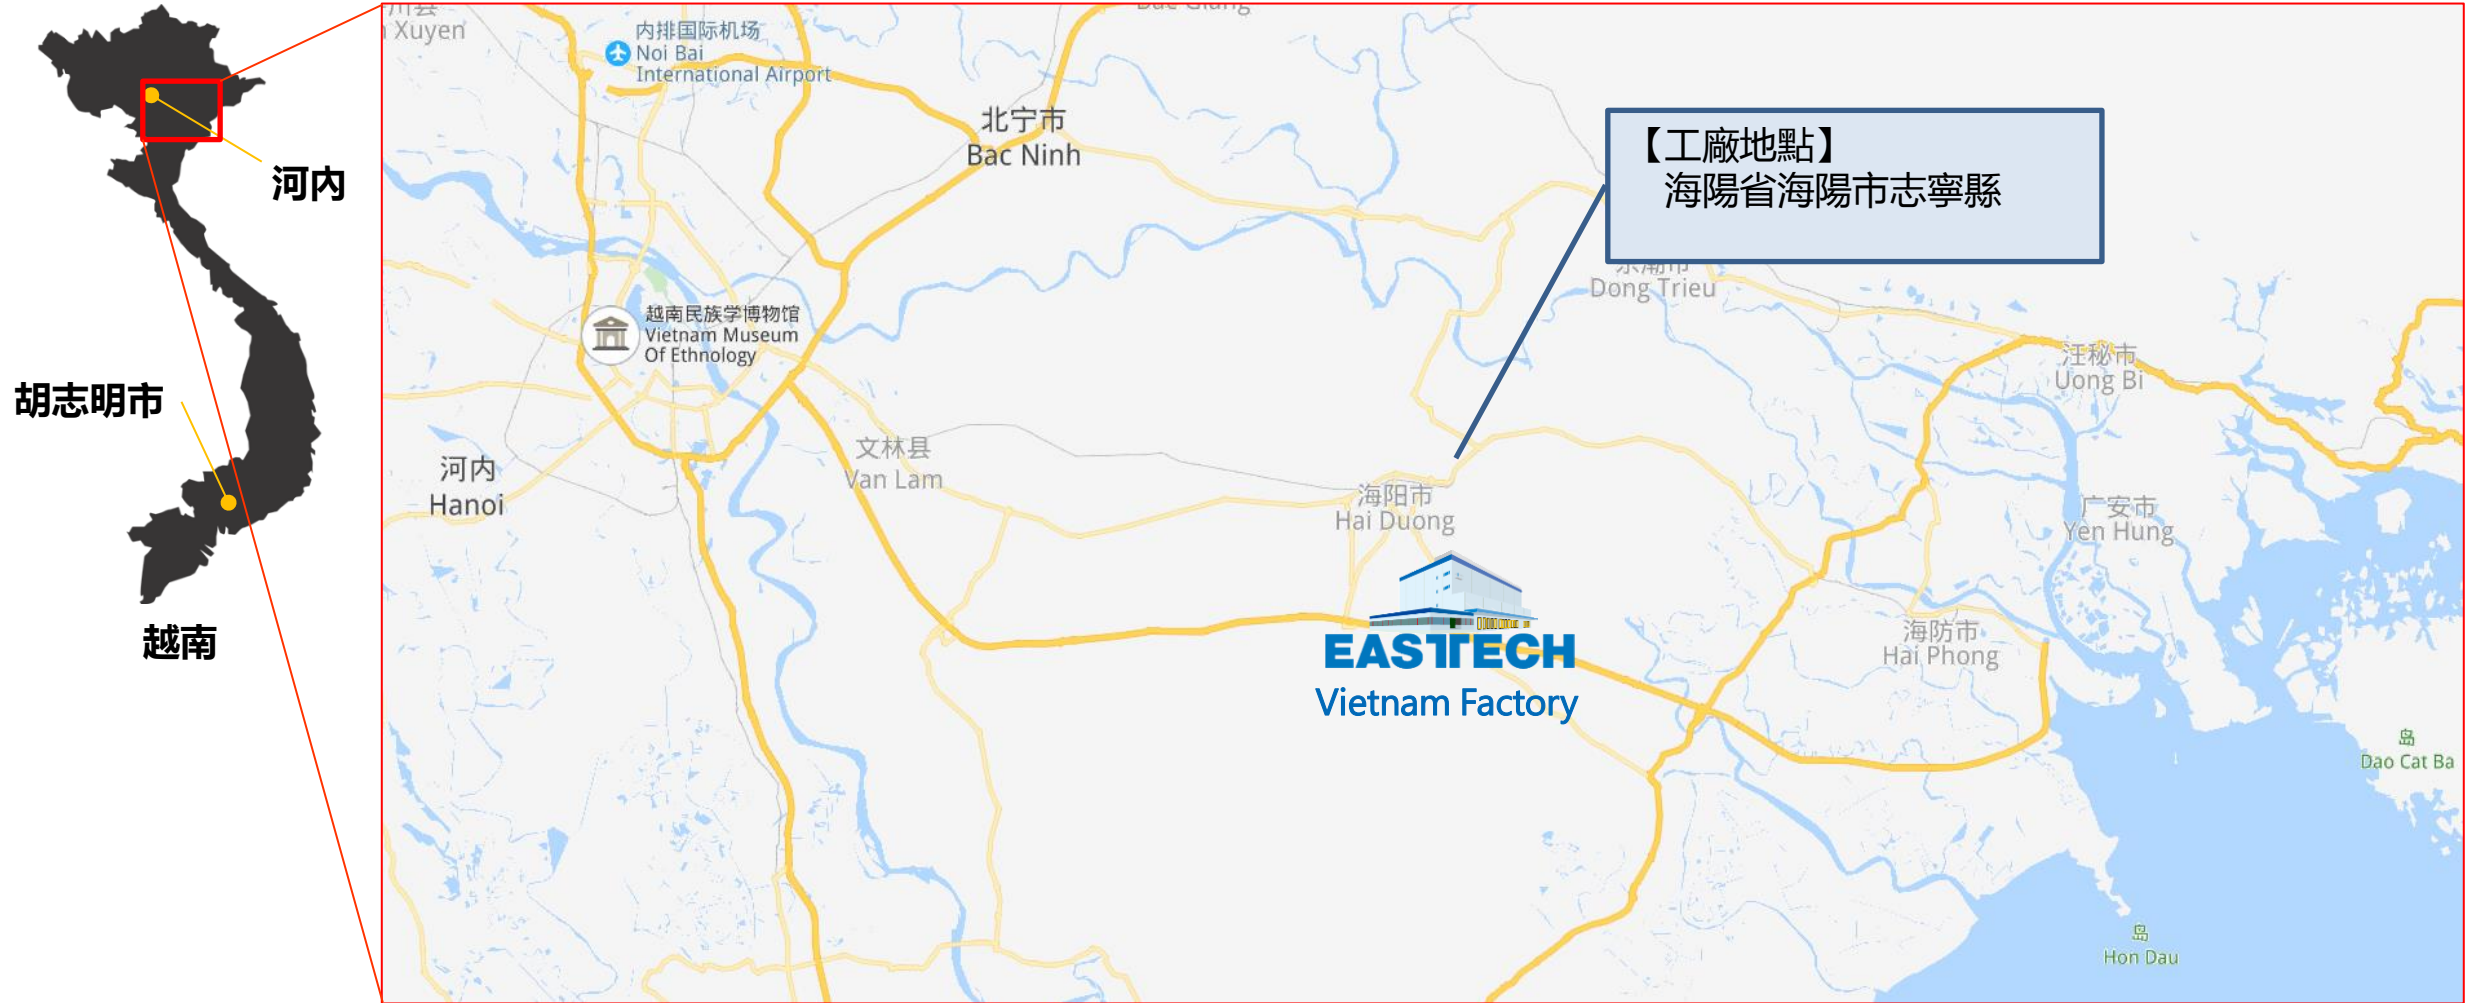 河内
胡志明市
越南
Xuyen
内排国际机场
Noi Bai
International Airport
北宁市
Bac Ninh
【工廠地點】
海陽省海陽市志寧縣
Dong Trieu
越南民族学博物馆
Vietnam Museum
Of Ethnology
汪秘市
Uong Bi
文林县
Van Lam
河内
Hanoi
海阳市
Hai Duong
广安市
Yen Hung
EASTTECH
Vietnam Factory
海防市
Hai Phong
岛
Dao Cat Ba
岛
Hon Dau